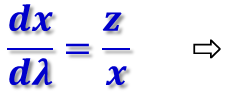 dx/dλ = z/x ⇨